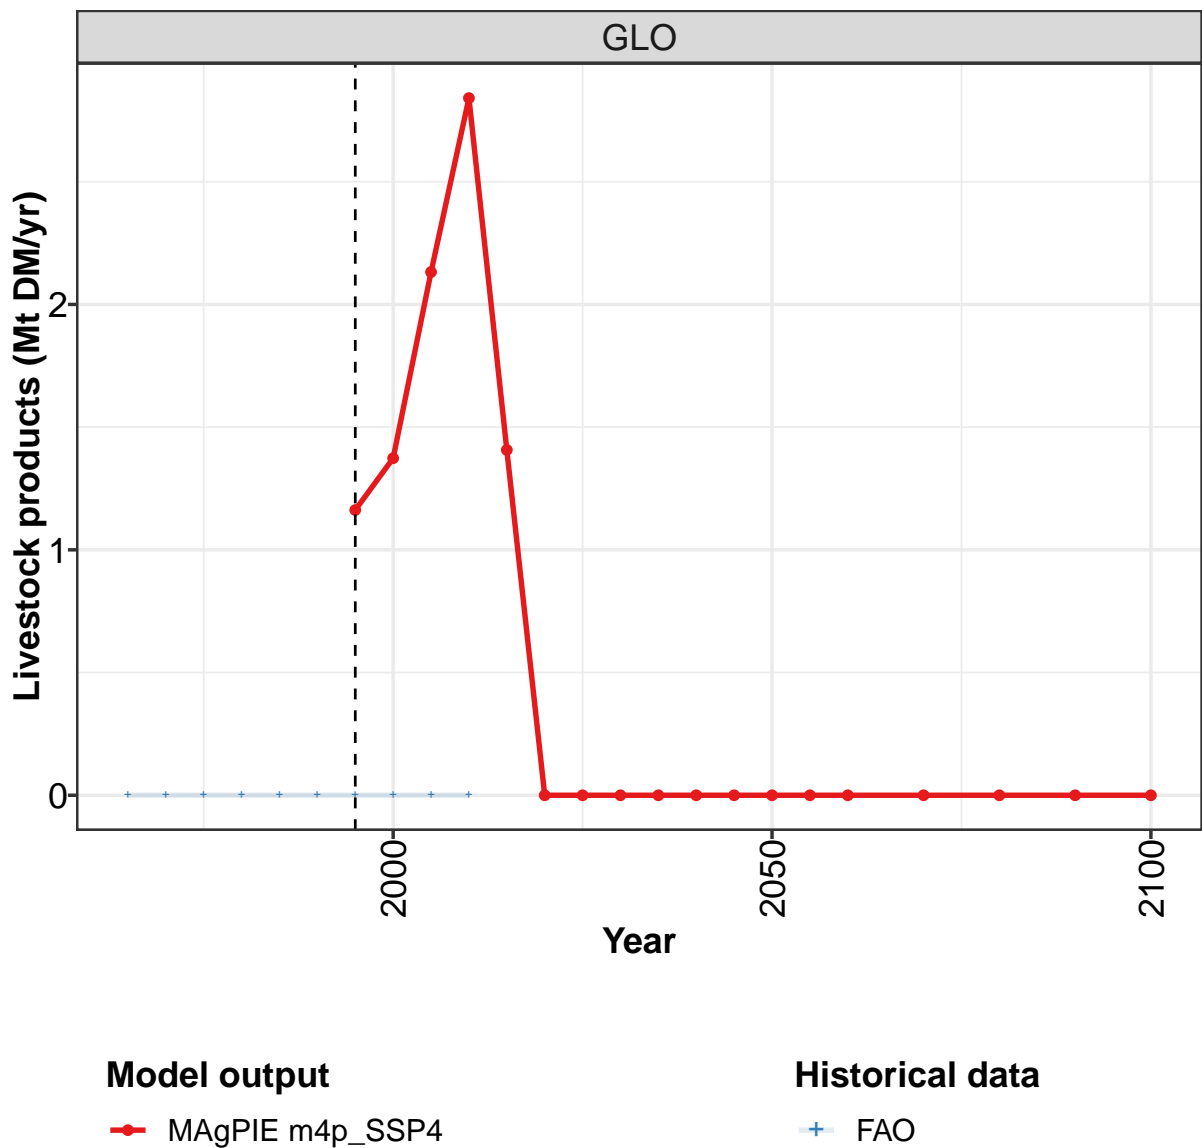 GLO
Livestock products (Mt DM/yr)
2
1
0
2000
2050
2100
Year
Model output
MAgPIE m4p_SSP4
Historical data
FAO